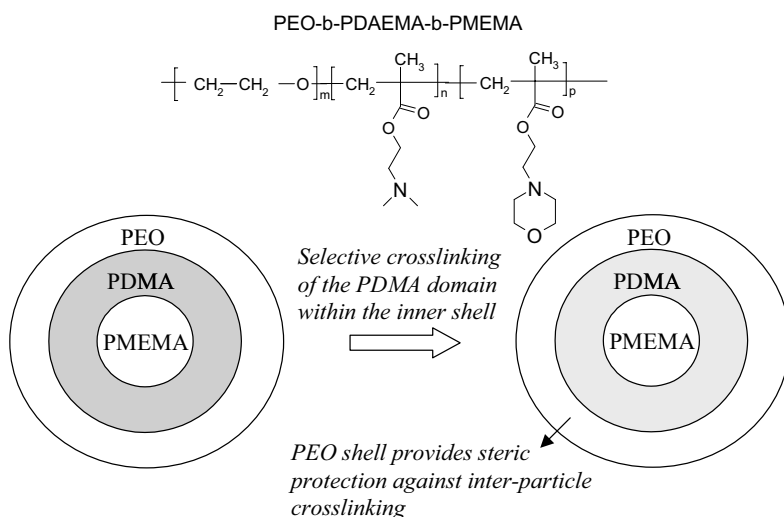 PEO-b-PDAEMA-b-PMEMA
CH₂—CH₂—O m CH₂ CH₃ n CH₂ CH₃ p
O O O O
N N
O
PEO
PDMA
PMEMA
Selective crosslinking
of the PDMA domain
within the inner shell
PEO
PDMA
PMEMA
PEO shell provides steric
protection against inter-particle
crosslinking